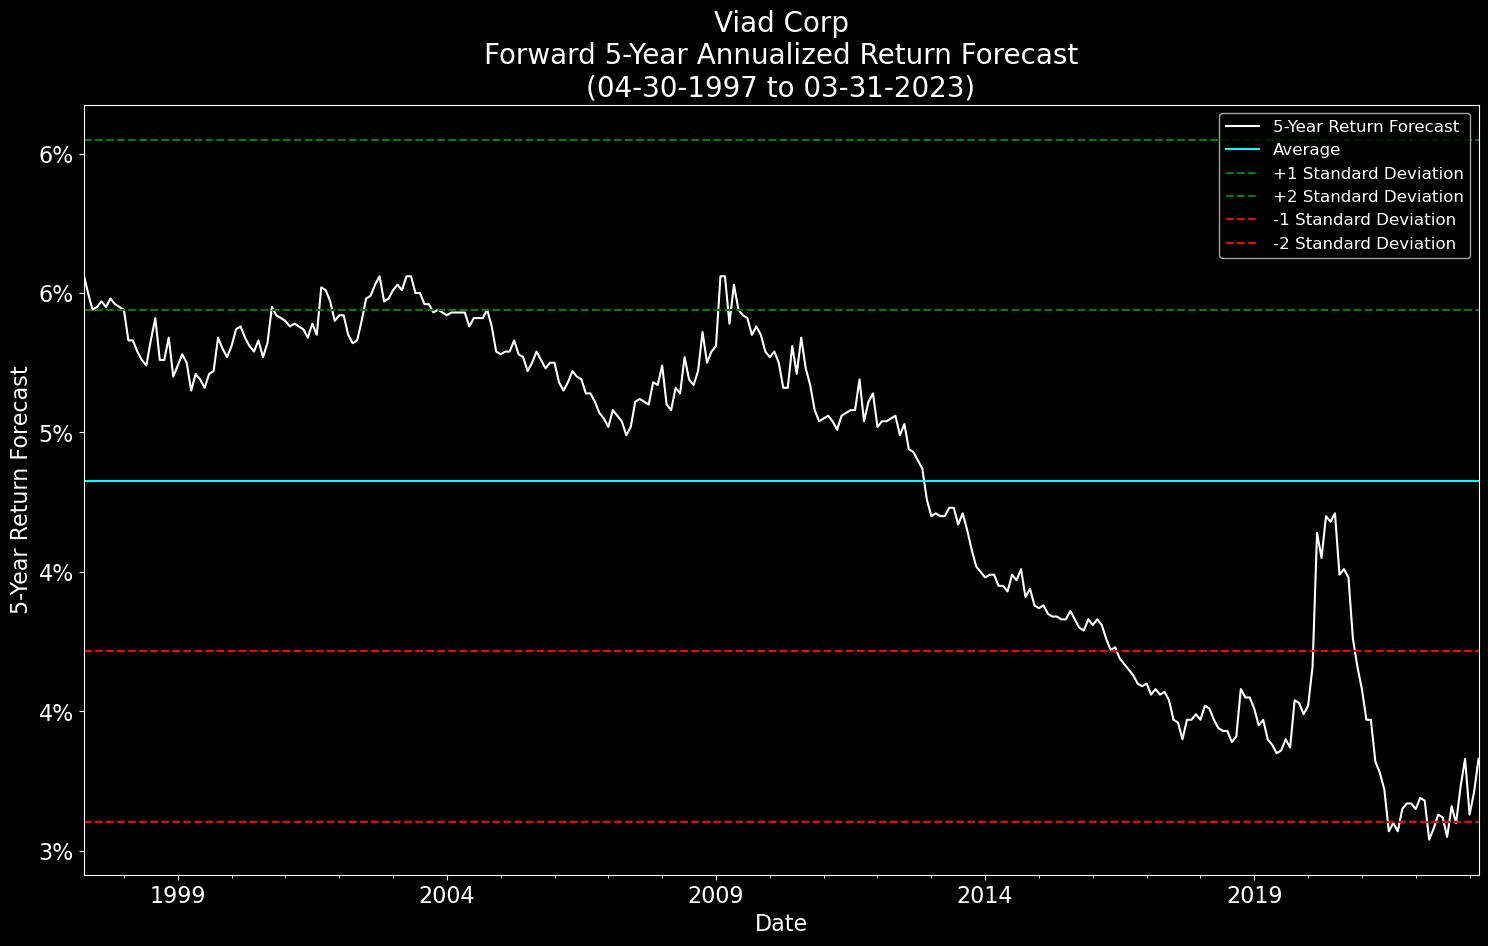 Viad Corp
Forward 5-Year Annualized Return Forecast
(04-30-1997 to 03-31-2023)
5-Year Return Forecast
Average
+1 Standard Deviation
+2 Standard Deviation
-1 Standard Deviation
-2 Standard Deviation
6%
6%
5%
4%
4%
3%
5-Year Return Forecast
1999 2004 2009 2014 2019
Date